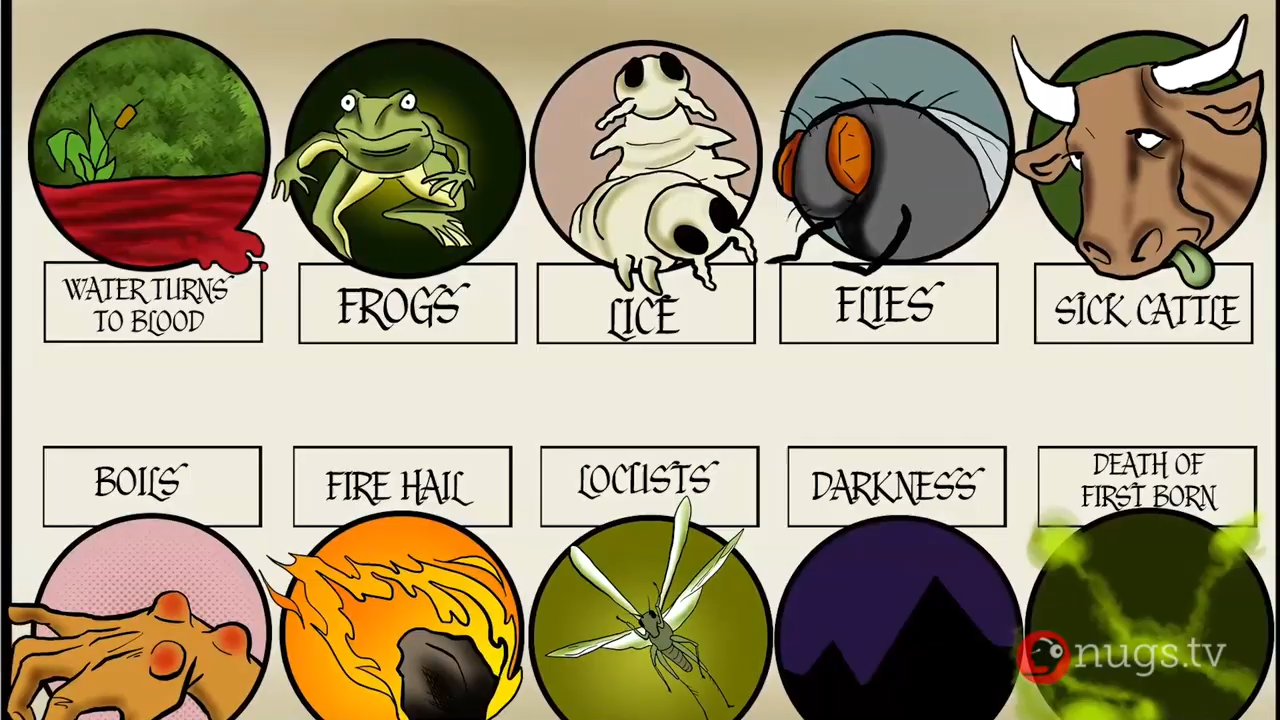 WATER TURNS
TO BLOOD
FROGS
LICE
FLIES
SICK CATTLE
BOILS
FIRE HAIL
LOCUSTS
DARKNESS
DEATH OF
FIRST BORN
nugs.tv